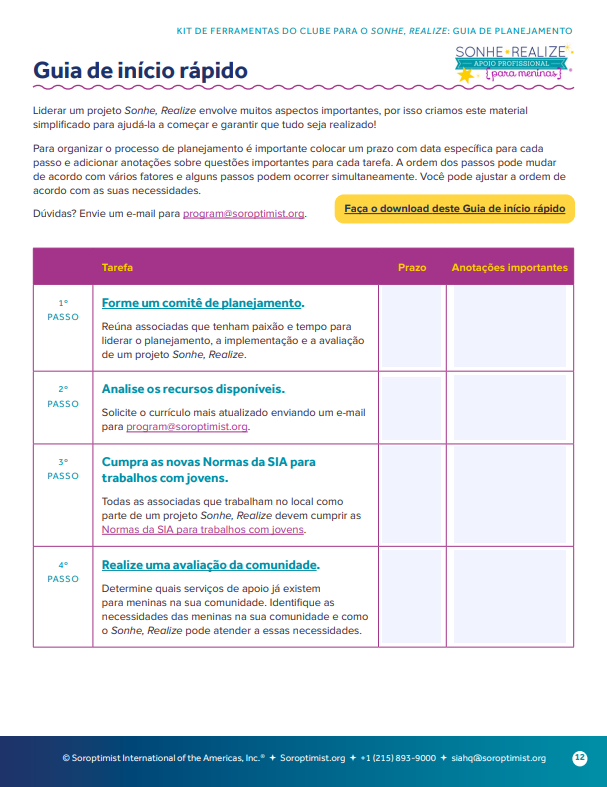 KIT DE FERRAMENTAS DO CLUBE PARA O SONHE, REALIZE: GUIA DE PLANEJAMENTO
SONHE REALIZE
APOIO PROFISSIONAL
{para meninas}
Guia de início rápido
Liderar um projeto Sonhe, Realize envolve muitos aspectos importantes, por isso criamos este material
simplificado para ajudá-la a começar e garantir que tudo seja realizado!
Para organizar o processo de planejamento é importante colocar um prazo com data específica para cada
passo e adicionar anotações sobre questões importantes para cada tarefa. A ordem dos passos pode mudar
de acordo com vários fatores e alguns passos podem ocorrer simultaneamente. Você pode ajustar a ordem de
acordo com as suas necessidades.
Dúvidas? Envie um e-mail para program@soroptimist.org.
Faça o download deste Guia de início rápido
Tarefa Prazo Anotações importantes
1º
PASSO
Forme um comitê de planejamento.
Reúna associadas que tenham paixão e tempo para
liderar o planejamento, a implementação e a avaliação
de um projeto Sonhe, Realize.
2º
PASSO
Analise os recursos disponíveis.
Solicite o currículo mais atualizado enviando um e-mail
para program@soroptimist.org.
3º
PASSO
Cumpra as novas Normas da SIA para
trabalhos com jovens.
Todas as associadas que trabalham no local como
parte de um projeto Sonhe, Realize devem cumprir as
Normas da SIA para trabalhos com jovens.
4º
PASSO
Realize uma avaliação da comunidade.
Determine quais serviços de apoio já existem
para meninas na sua comunidade. Identifique as
necessidades das meninas na sua comunidade e como
o Sonhe, Realize pode atender a essas necessidades.
© Soroptimist International of the Americas, Inc.® ✦ Soroptimist.org ✦ +1 (215) 893-9000 ✦ siahq@soroptimist.org 12